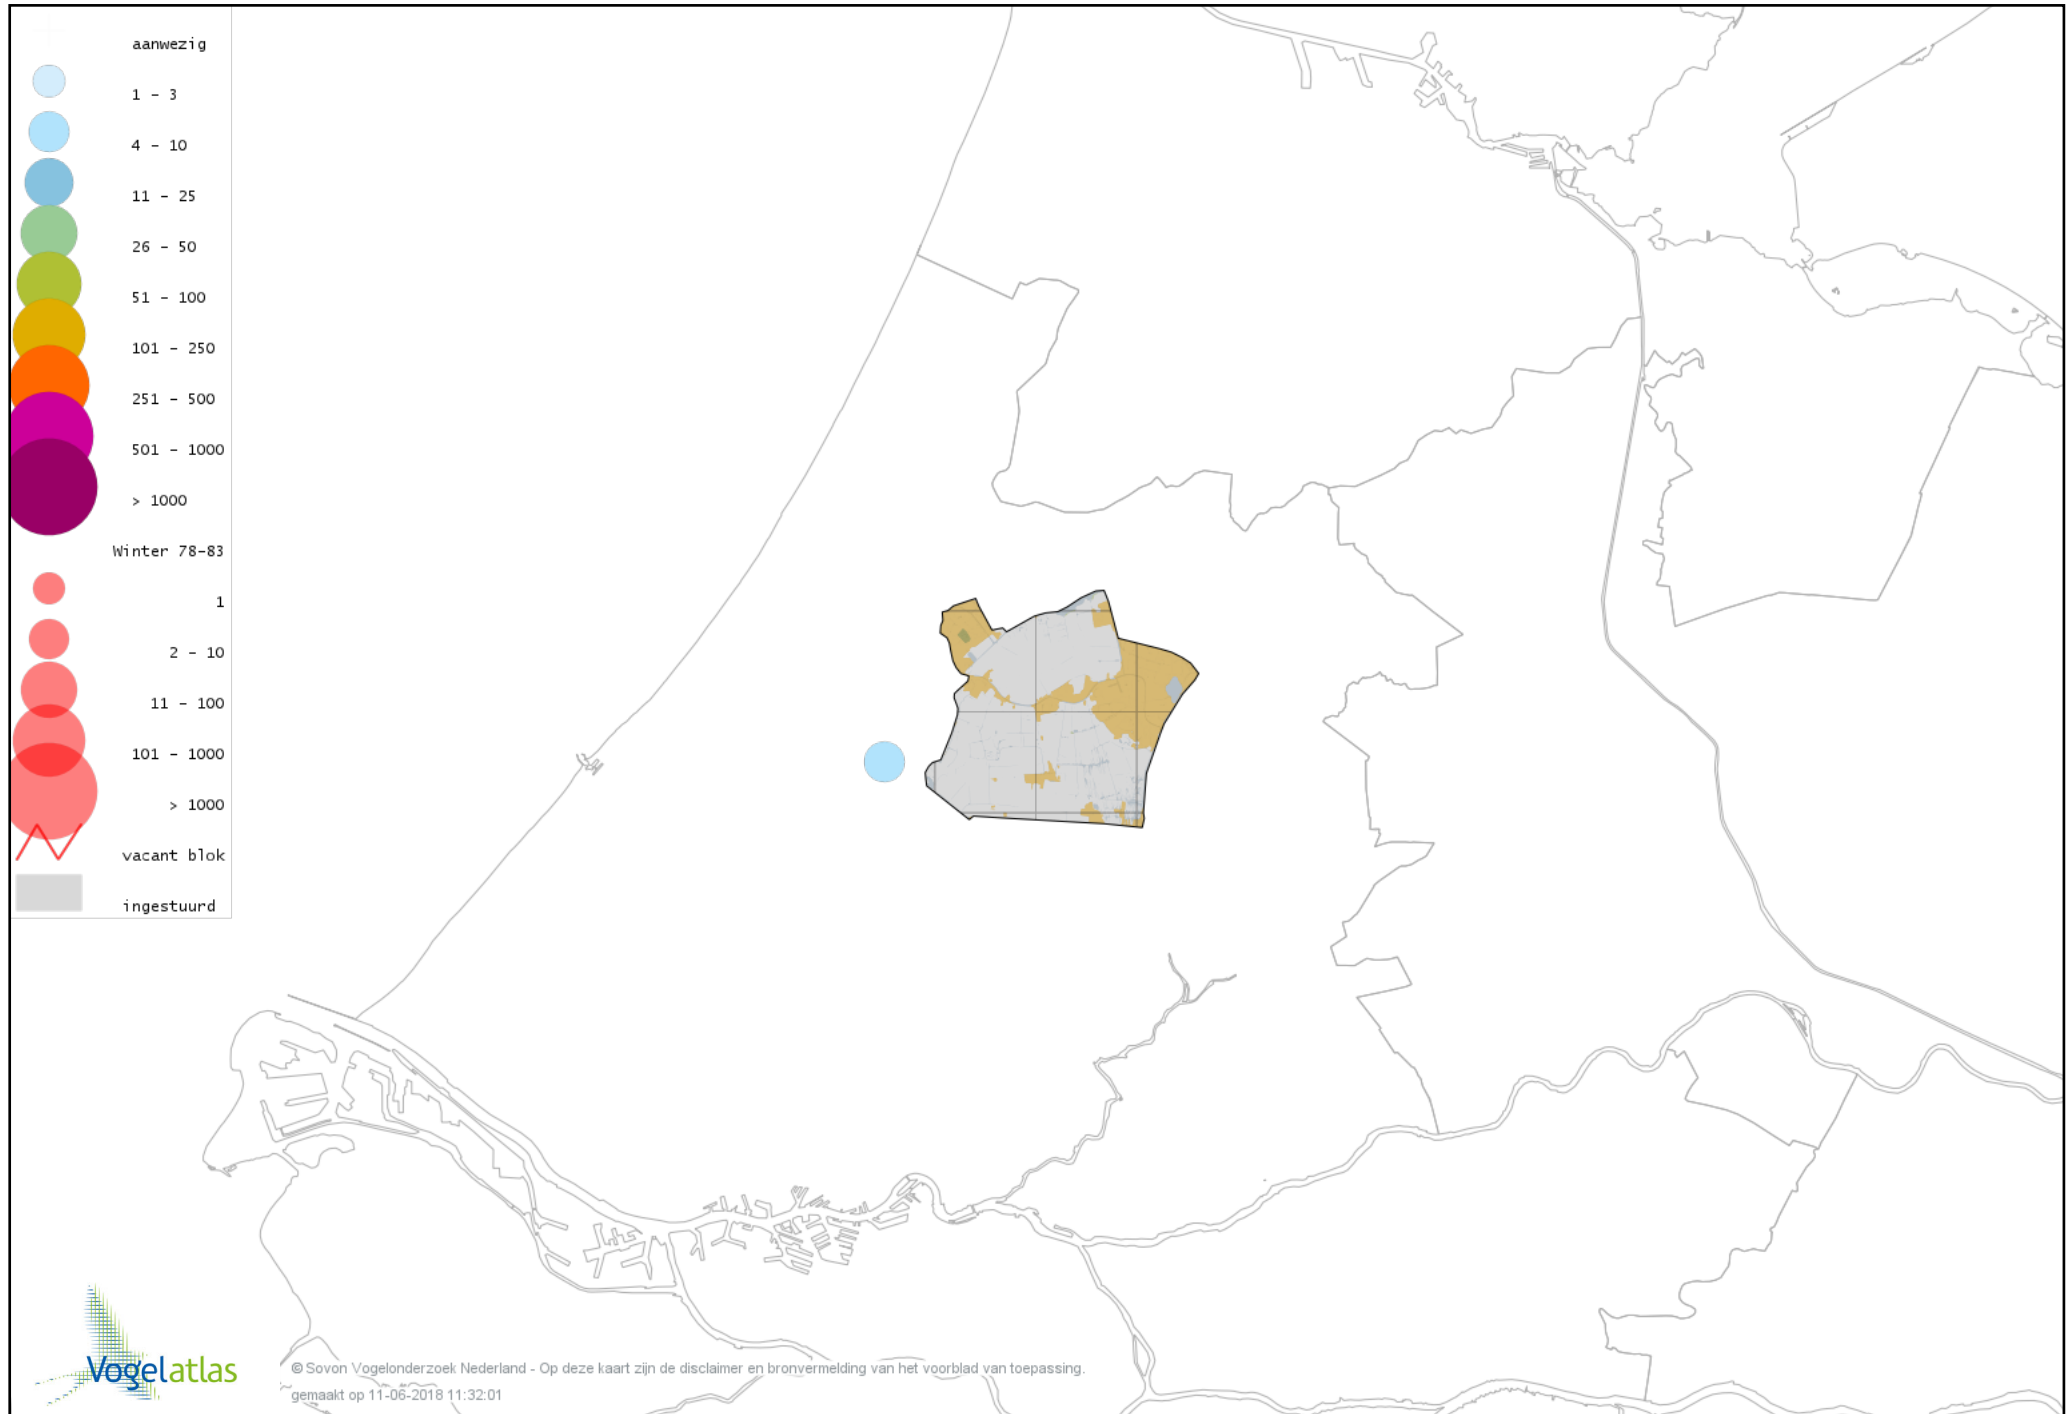 aanwezig
1 - 3
4 - 10
11 - 25
26 - 50
51 - 100
101 - 250
251 - 500
501 - 1000
> 1000
Winter 78-83
1
2 - 10
11 - 100
101 - 1000
> 1000
vacant blok
ingestuurd
Vogelatlas
© Sovon Vogelonderzoek Nederland - Op deze kaart zijn de disclaimer en bronvermelding van het voorblad van toepassing.
gemaakt op 11-06-2018 11:32:01